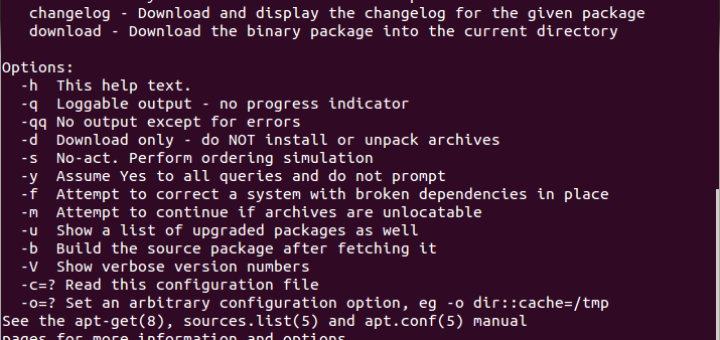 changelog - Download and display the changelog for the given package
download - Download the binary package into the current directory
Options:
-h This help text.
-q Loggable output - no progress indicator
-qq No output except for errors
-d Download only - do NOT install or unpack archives
-s No-act. Perform ordering simulation
-y Assume Yes to all queries and do not prompt
-f Attempt to correct a system with broken dependencies in place
-m Attempt to continue if archives are unlocatable
-u Show a list of upgraded packages as well
-b Build the source package after fetching it
-V Show verbose version numbers
-c=? Read this configuration file
-o=? Set an arbitrary configuration option, eg -o dir::cache=/tmp
See the apt-get(8), sources.list(5) and apt.conf(5) manual
pages for more information and options.